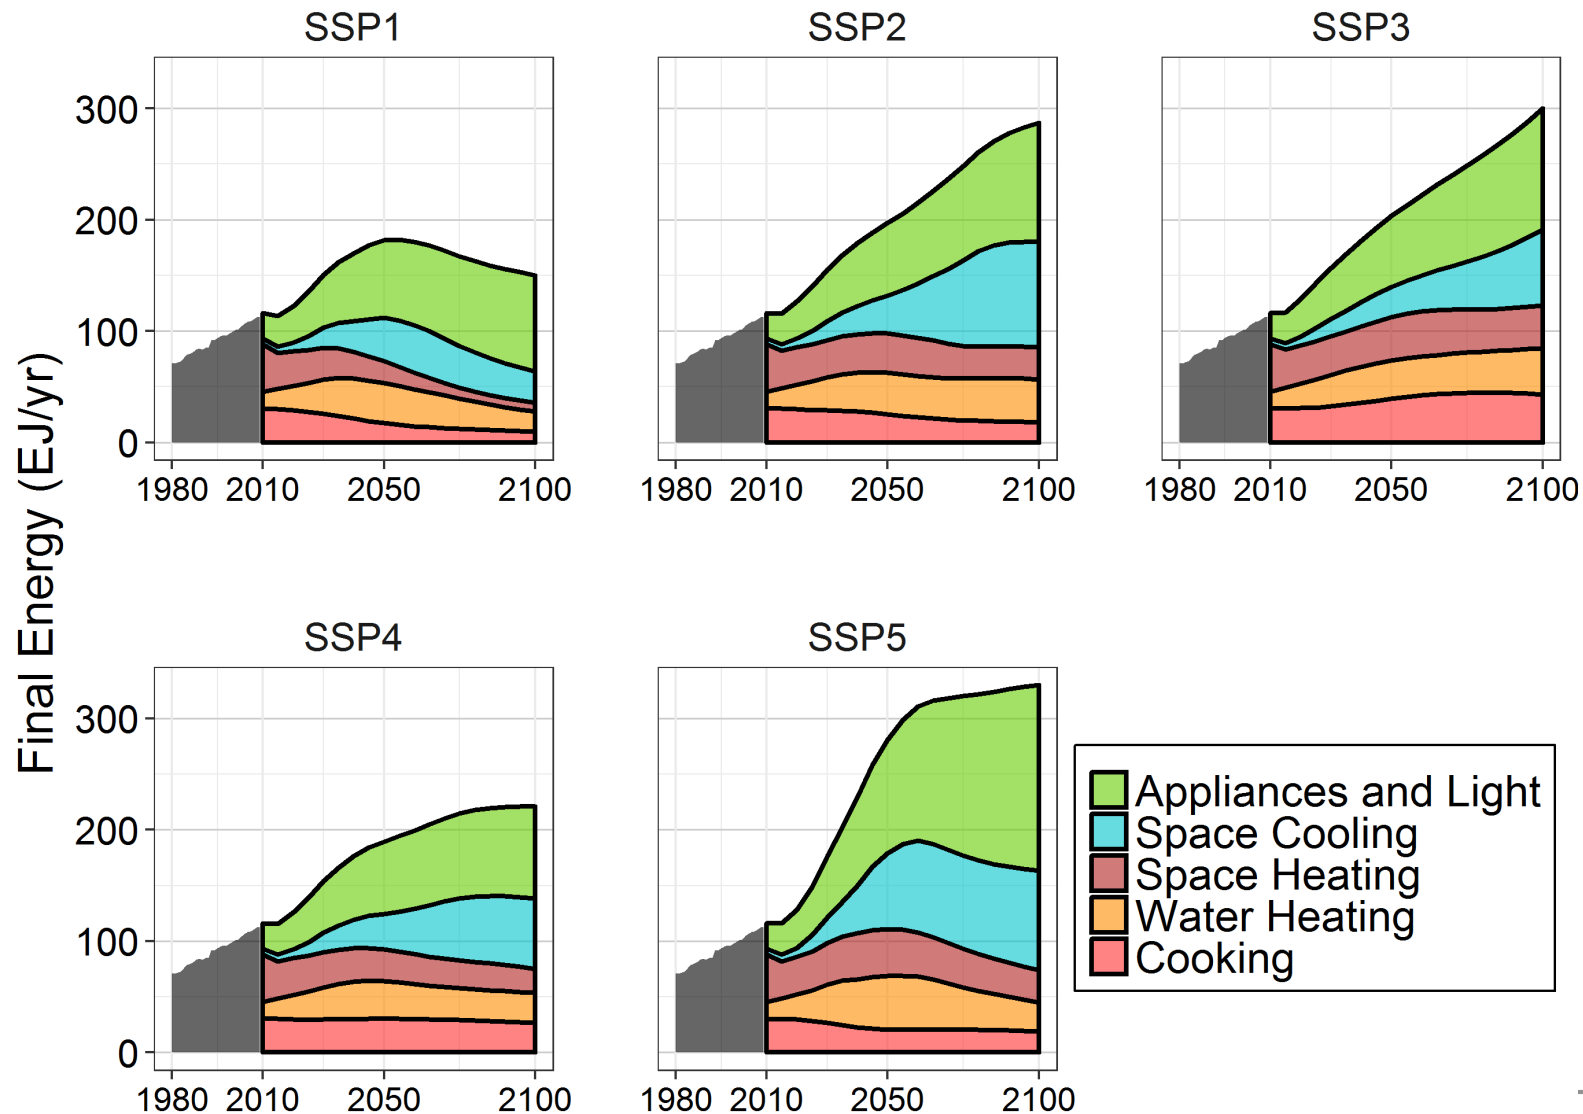 SSP1
SSP2
SSP3
300
200
100
0
1980 2010 2050 2100
1980 2010 2050 2100
1980 2010 2050 2100
Final Energy (EJ/yr)
SSP4
SSP5
300
200
100
0
1980 2010 2050 2100
1980 2010 2050 2100
Appliances and Light
Space Cooling
Space Heating
Water Heating
Cooking